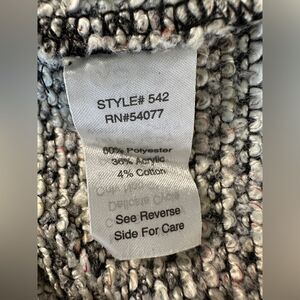 STYLE# 542
RN#54077
60% Polyester
36% Acrylic
4% Cotton
See Reverse
Side For Care